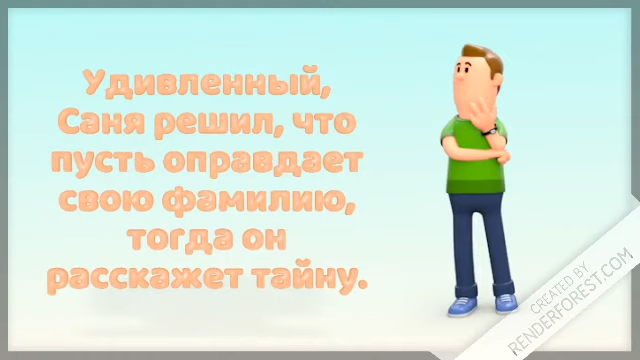 Удивленный,
Саня решил, что
пусть оправдает
свою фамилию,
тогда он
расскажет тайну.
CREATED BY
RENDERFOREST.COM